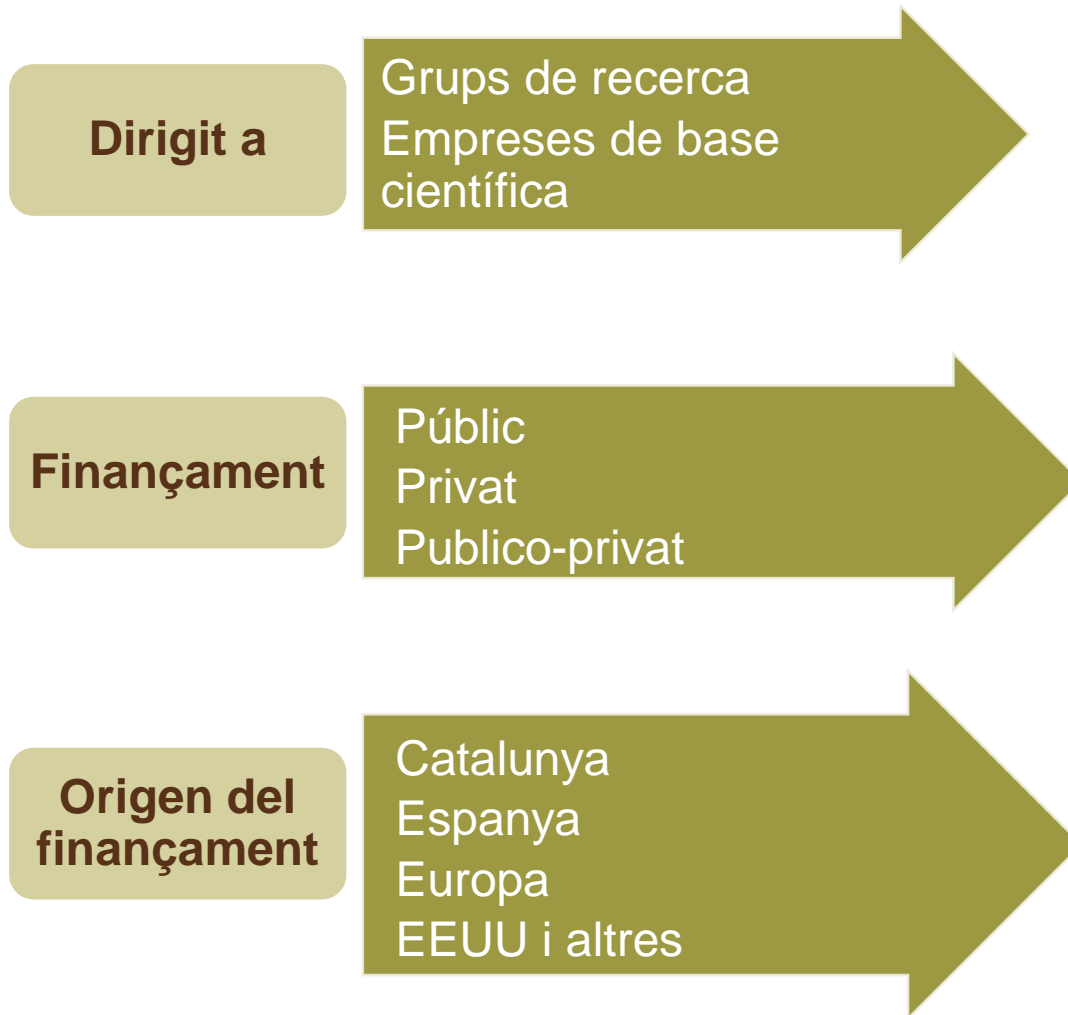 Dirigit a
Grups de recerca
Empreses de base
científica
Finançament
Públic
Privat
Publico-privat
Origen del
finançament
Catalunya
Espanya
Europa
EEUU i altres